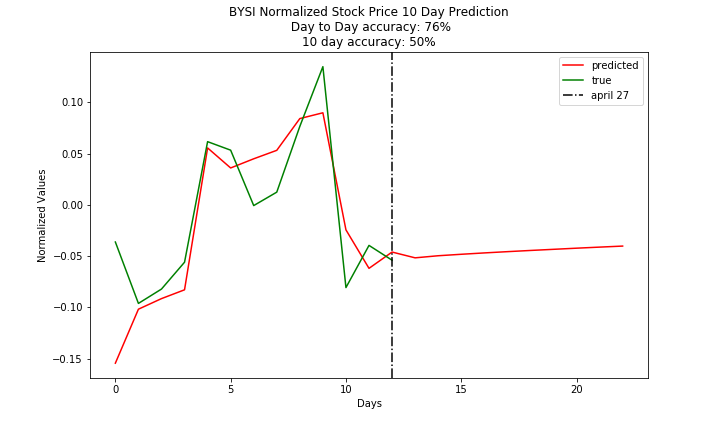 BYSI Normalized Stock Price 10 Day Prediction
Day to Day accuracy: 76%
10 day accuracy: 50%
predicted
true
april 27
0.10
0.05
0.00
−0.05
−0.10
−0.15
Normalized Values
0 5 10 15 20
Days